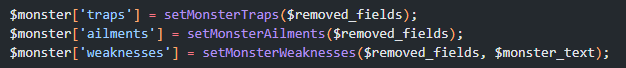 $monster['traps'] = setMonsterTraps($removed_fields);
$monster['ailments'] = setMonsterAilments($removed_fields);
$monster['weaknesses'] = setMonsterWeaknesses($removed_fields, $monster_text);